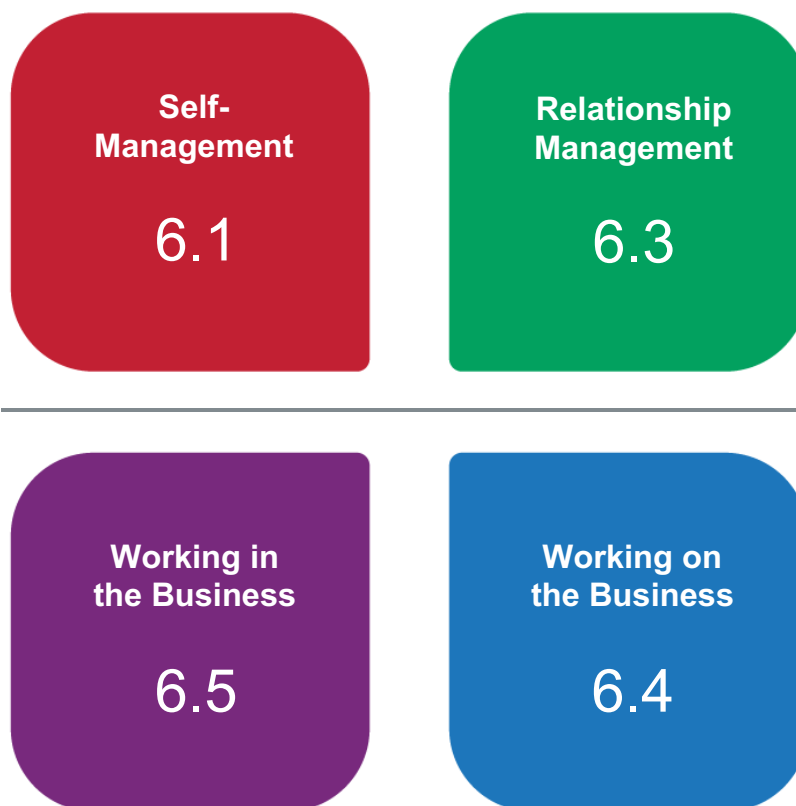 Self-
Management
6.1
Relationship
Management
6.3
Working in
the Business
6.5
Working on
the Business
6.4